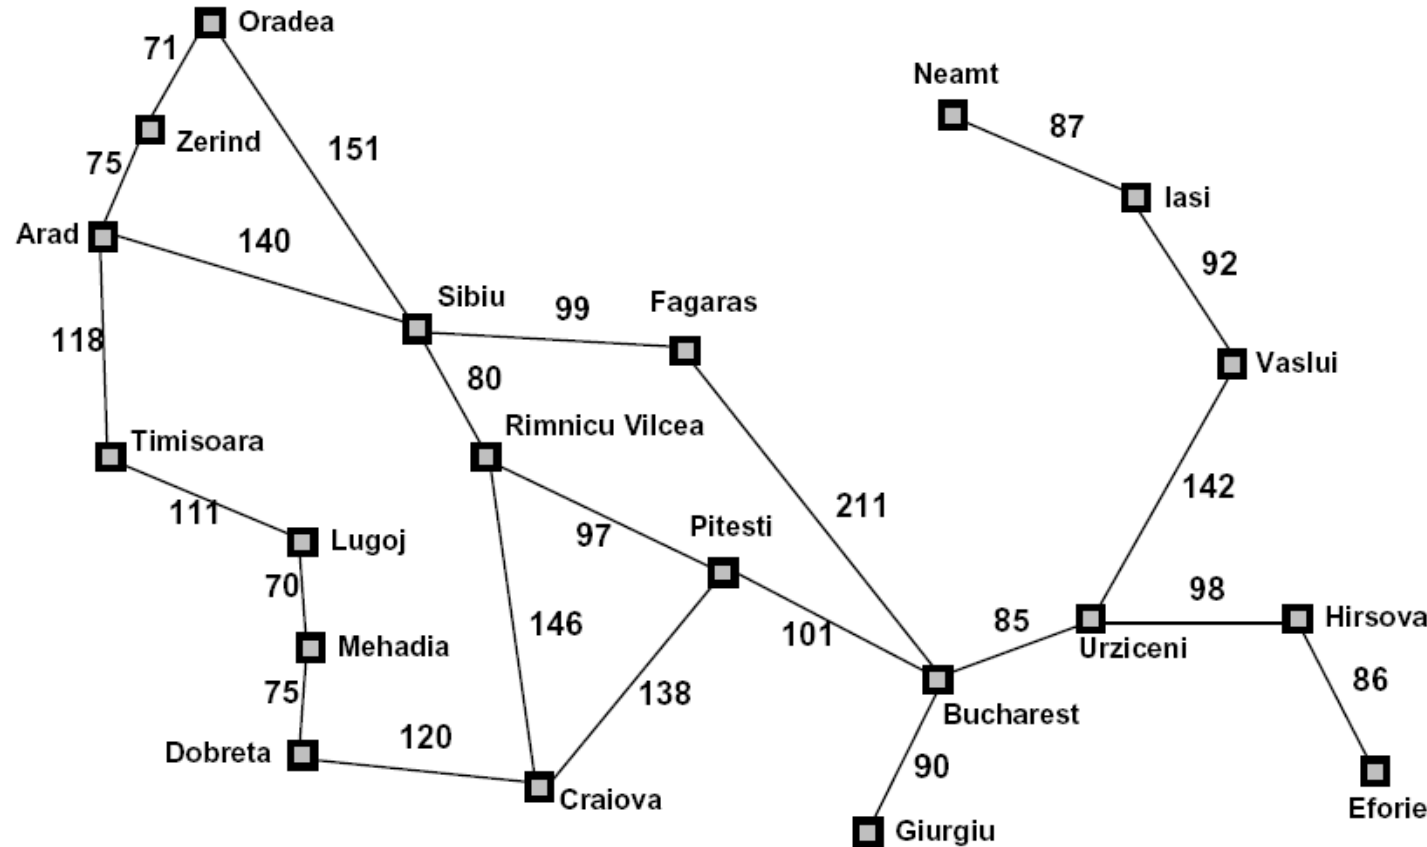 Oradea
71
Neamt
87
Zerind
151
75
Iasi
Arad
140
92
Sibiu
99
Fagaras
118
Vaslui
80
Rimnicu Vilcea
Timisoara
142
211
111
97
Pitesti
Lugoj
70
98
Hirsova
146
101
85
Mehadia
Urziceni
86
75
138
Bucharest
Dobreta
120
90
Craiova
Eforie
Giurgiu